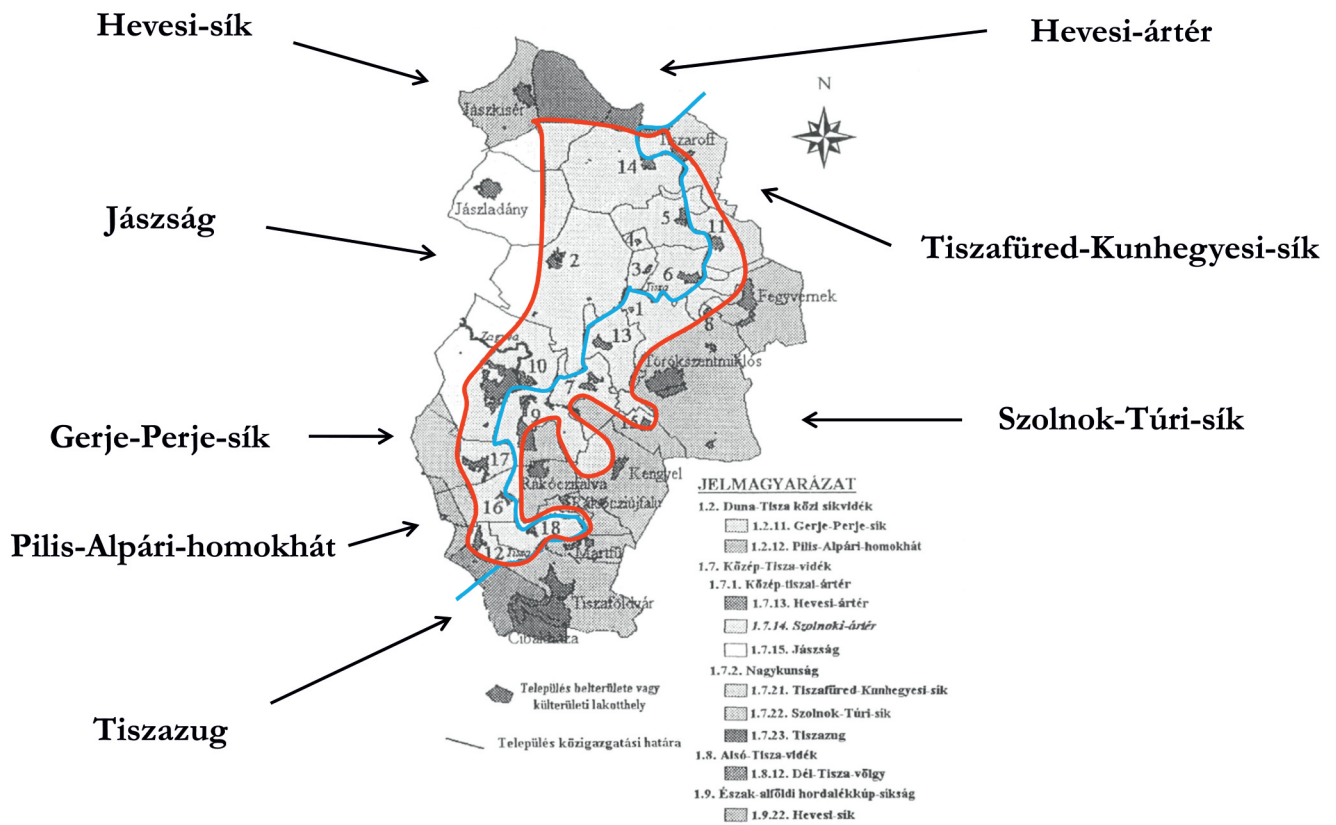 Hevesi-sík
Hevesi-ártér
N
Jászkisér
Tiszaroff
14
Jászladány
Jászság
5
11
4
Tiszafüred-Kunhegyesi-sík
2
3
6
Tisza
Fegyvernek
1
8
Zagyva
13
Törökszentmiklós
10
7
9
15
Szolnok-Túri-sík
Gerje-Perje-sík
17
Rákóczifalva
Kengyel
16
Rákócziújfalu
Pilis-Alpári-homokhát
18
12
Tisza
Martfű
Tiszaföldvár
Cibakháza
Tiszazug
Település belterülete vagy
külterületi lakotthely
Település közigazgatási határa
JELMAGYARÁZAT
1.2. Duna-Tisza közi síkvidék
1.2.11. Gerje-Perje-sík
1.2.12. Pilis-Alpári-homokhát
1.7. Közép-Tisza-vidék
1.7.1. Közép-tiszai-ártér
1.7.13. Hevesi-ártér
1.7.14. Szolnoki-ártér
1.7.15. Jászság
1.7.2. Nagykunság
1.7.21. Tiszafüred-Kunhegyesi-sík
1.7.22. Szolnok-Túri-sík
1.7.23. Tiszazug
1.8. Alsó-Tisza-vidék
1.8.12. Dél-Tisza-völgy
1.9. Észak-alföldi hordalékkúp-síkság
1.9.22. Hevesi-sík